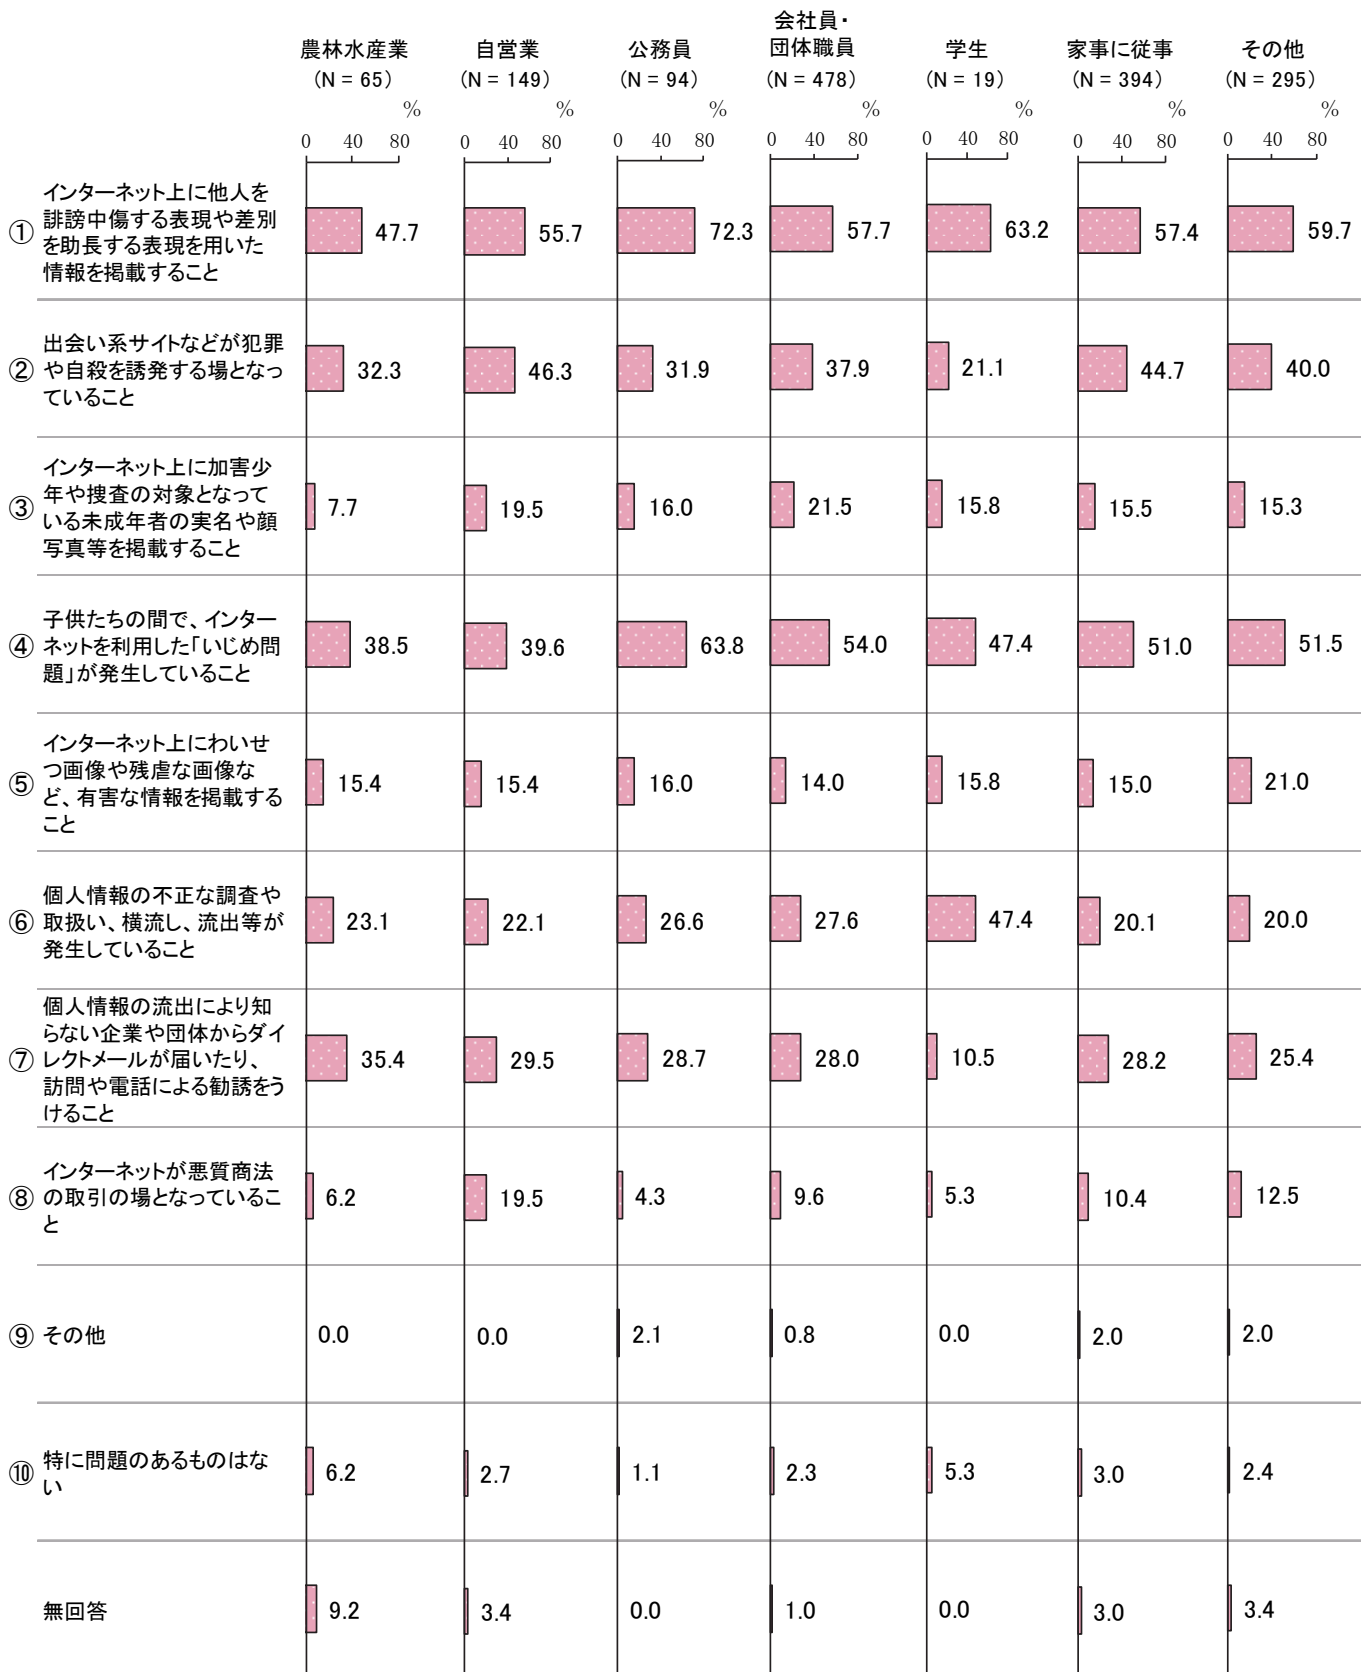 農林水産業
（N = 65）
自営業
（N = 149）
公務員
（N = 94）
会社員・
団体職員
（N = 478）
学生
（N = 19）
家事に従事
（N = 394）
その他
（N = 295）
% % % % % % %
0 40 80 0 40 80 0 40 80 0 40 80 0 40 80 0 40 80 0 40 80
① インターネット上に他人を
誹謗中傷する表現や差別
を助長する表現を用いた
情報を掲載すること
47.7 55.7 72.3 57.7 63.2 57.4 59.7
② 出会い系サイトなどが犯罪
や自殺を誘発する場となっ
ていること
32.3 46.3 31.9 37.9 21.1 44.7 40.0
③ インターネット上に加害少
年や捜査の対象となって
いる未成年者の実名や顔
写真等を掲載すること
7.7 19.5 16.0 21.5 15.8 15.5 15.3
④ 子供たちの間で、インター
ネットを利用した「いじめ問
題」が発生していること
38.5 39.6 63.8 54.0 47.4 51.0 51.5
⑤ インターネット上にわいせ
つ画像や残虐な画像な
ど、有害な情報を掲載する
こと
15.4 15.4 16.0 14.0 15.8 15.0 21.0
⑥ 個人情報の不正な調査や
取扱い、横流し、流出等が
発生していること
23.1 22.1 26.6 27.6 47.4 20.1 20.0
⑦ 個人情報の流出により知
らない企業や団体からダイ
レクトメールが届いたり、
訪問や電話による勧誘をう
けること
35.4 29.5 28.7 28.0 10.5 28.2 25.4
⑧ インターネットが悪質商法
の取引の場となっているこ
と
6.2 19.5 4.3 9.6 5.3 10.4 12.5
⑨ その他
0.0 0.0 2.1 0.8 0.0 2.0 2.0
⑩ 特に問題のあるものはな
い
6.2 2.7 1.1 2.3 5.3 3.0 2.4
無回答
9.2 3.4 0.0 1.0 0.0 3.0 3.4